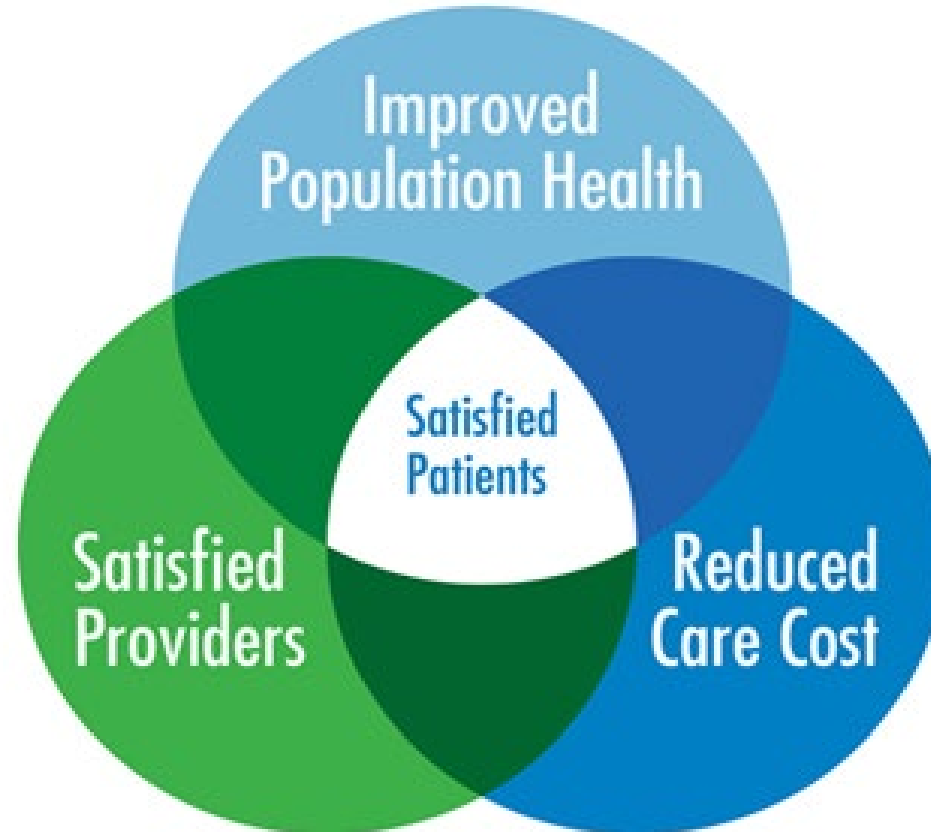 Improved
Population Health
Satisfied
Patients
Satisfied
Providers
Reduced
Care Cost